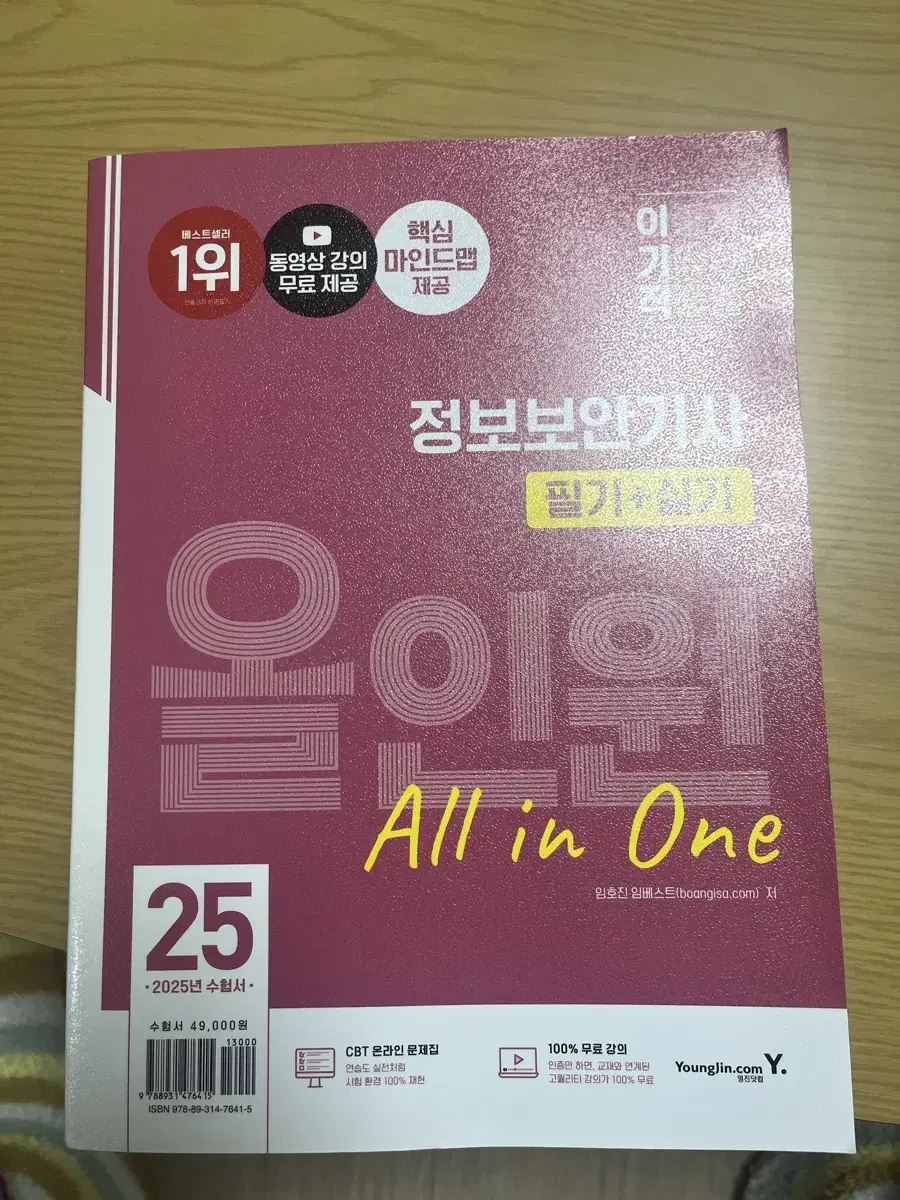 베스트셀러
1위
동영상 강의
무료 제공
핵심
마인드맵
제공
이기적
정보보안기사
필기+실기
올인원
All in One
임호진 임베스트(boangisa.com) 저
25
·2025년 수험서·
수험서 49,000원
13000
9 788931 476415
ISBN 978-89-314-7641-5
CBT 온라인 문제집
연습도 실전처럼
시험 환경 100% 재현
100% 무료 강의
인증만 하면, 교재와 연계된
고퀄리티 강의가 100% 무료
YoungJin.com Y.
영진닷컴